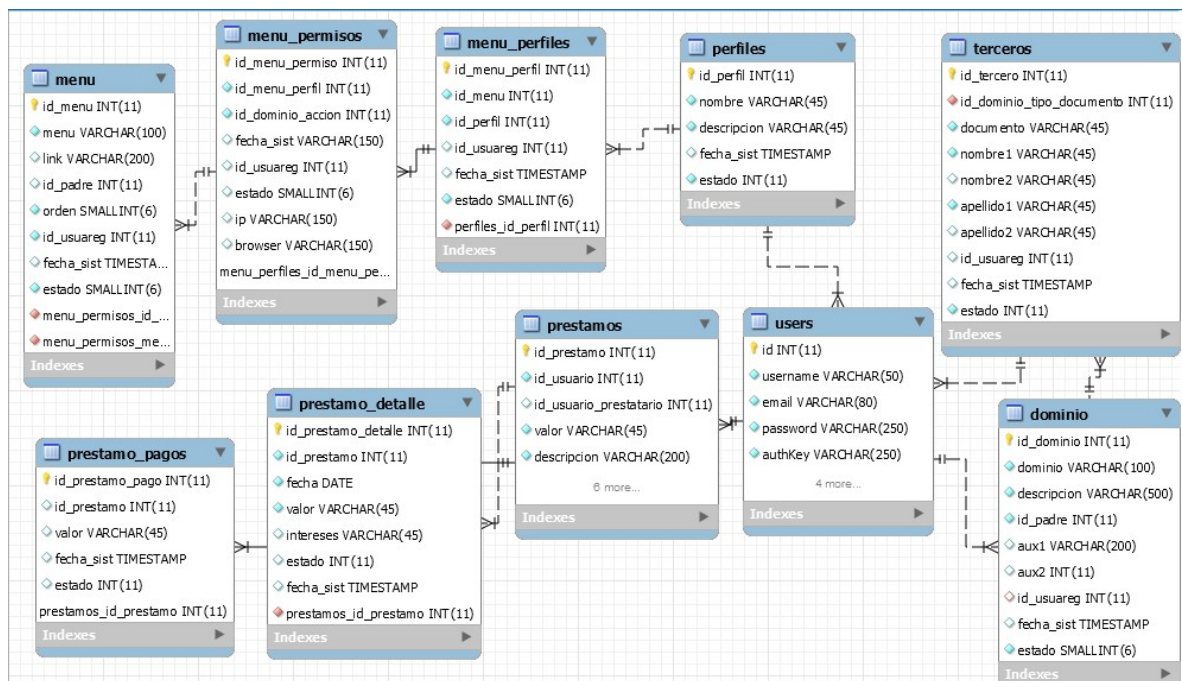 menu
id_menu INT(11)
menu VARCHAR(100)
link VARCHAR(200)
id_padre INT(11)
orden SMALLINT(6)
id_usuareg INT(11)
fecha_sist TIMESTA...
estado SMALLINT(6)
menu_permisos_id_...
menu_permisos_me...
Indexes
menu_permisos
id_menu_permiso INT(11)
id_menu_perfil INT(11)
id_dominio_accion INT(11)
fecha_sist VARCHAR(150)
id_usuareg INT(11)
estado SMALLINT(6)
ip VARCHAR(150)
browser VARCHAR(150)
menu_perfiles_id_menu_pe...
Indexes
menu_perfiles
id_menu_perfil INT(11)
id_menu INT(11)
id_perfil INT(11)
id_usuareg INT(11)
fecha_sist TIMESTAMP
estado SMALLINT(6)
perfiles_id_perfil INT(11)
Indexes
perfiles
id_perfil INT(11)
nombre VARCHAR(45)
descripcion VARCHAR(45)
fecha_sist TIMESTAMP
estado INT(11)
Indexes
terceros
id_tercero INT(11)
id_dominio_tipo_documento INT(11)
documento VARCHAR(45)
nombre1 VARCHAR(45)
nombre2 VARCHAR(45)
apellido1 VARCHAR(45)
apellido2 VARCHAR(45)
id_usuareg INT(11)
fecha_sist TIMESTAMP
estado INT(11)
Indexes
prestamo_pagos
id_prestamo_pago INT(11)
id_prestamo INT(11)
valor VARCHAR(45)
fecha_sist TIMESTAMP
estado INT(11)
prestamos_id_prestamo INT(11)
Indexes
prestamo_detalle
id_prestamo_detalle INT(11)
id_prestamo INT(11)
fecha DATE
valor VARCHAR(45)
intereses VARCHAR(45)
estado INT(11)
fecha_sist TIMESTAMP
prestamos_id_prestamo INT(11)
Indexes
prestamos
id_prestamo INT(11)
id_usuario INT(11)
id_usuario_prestatario INT(11)
valor VARCHAR(45)
descripcion VARCHAR(200)
6 more...
Indexes
users
id INT(11)
username VARCHAR(50)
email VARCHAR(80)
password VARCHAR(250)
authKey VARCHAR(250)
4 more...
Indexes
dominio
id_dominio INT(11)
dominio VARCHAR(100)
descripcion VARCHAR(500)
id_padre INT(11)
aux1 VARCHAR(200)
aux2 INT(11)
id_usuareg INT(11)
fecha_sist TIMESTAMP
estado SMALLINT(6)
Indexes